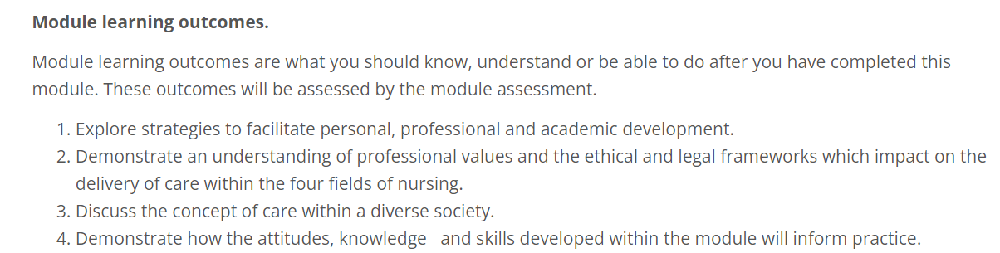 Module learning outcomes.
Module learning outcomes are what you should know, understand or be able to do after you have completed this
module. These outcomes will be assessed by the module assessment.
1. Explore strategies to facilitate personal, professional and academic development.
2. Demonstrate an understanding of professional values and the ethical and legal frameworks which impact on the
delivery of care within the four fields of nursing.
3. Discuss the concept of care within a diverse society.
4. Demonstrate how the attitudes, knowledge  and skills developed within the module will inform practice.